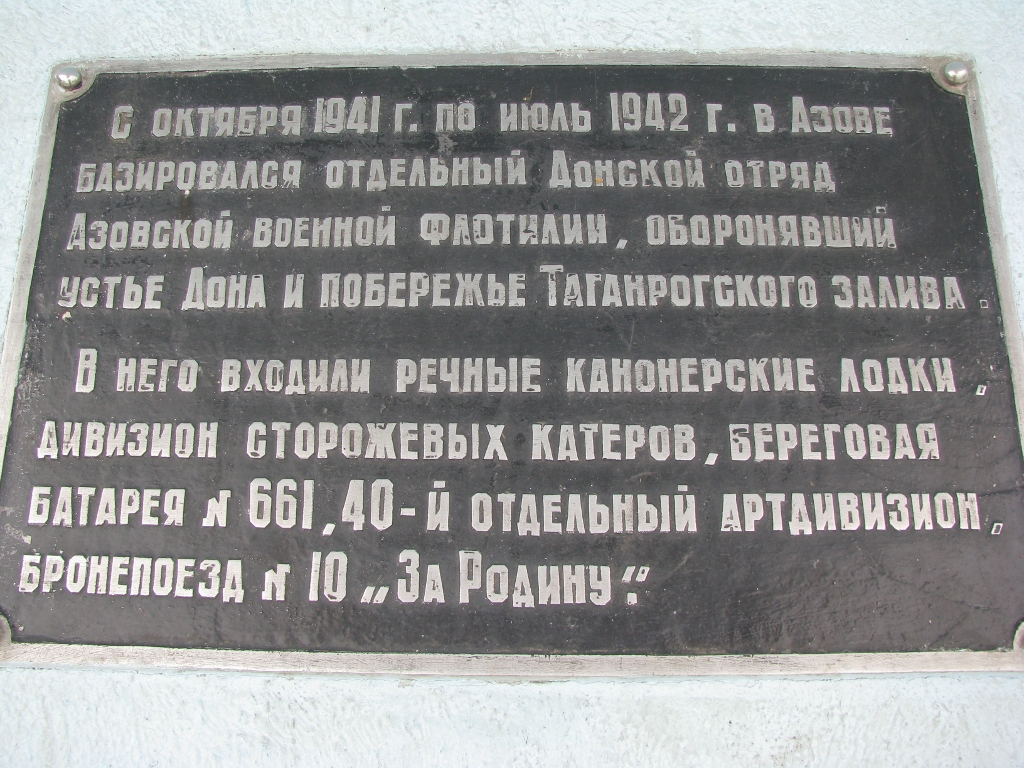 С октября 1941 г. по июль 1942 г. в Азове
базировался отдельный Донской отряд
Азовской военной флотилии, оборонявший
устье Дона и побережье Таганрогского залива.
В него входили речные канонерские лодки,
дивизион сторожевых катеров, береговая
батарея № 661, 40-й отдельный артдивизион,
бронепоезд № 10 „За Родину".